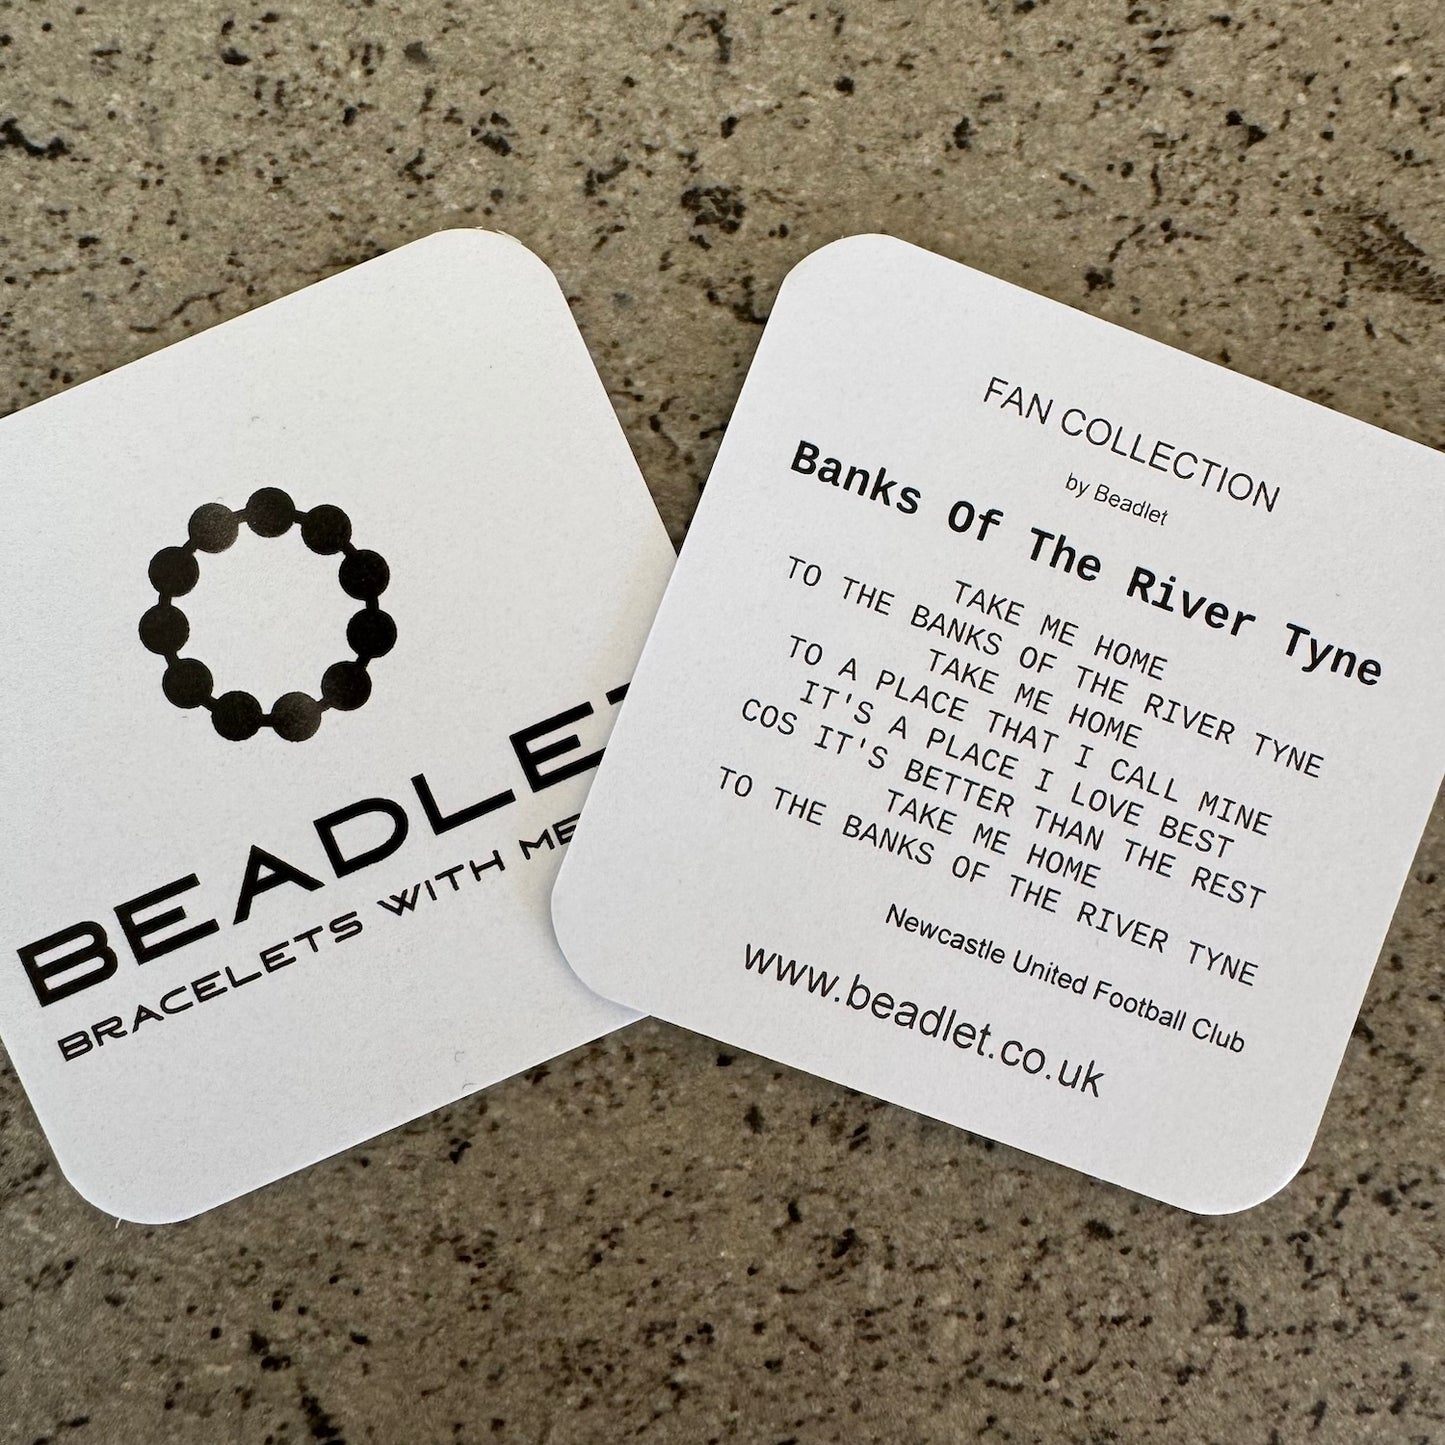 BEADLE
BRACELETS WITH ME
FAN COLLECTION
by Beadlet
Banks Of The River Tyne
TAKE ME HOME
TO THE BANKS OF THE RIVER TYNE
TAKE ME HOME
TO A PLACE THAT I CALL MINE
IT'S A PLACE I LOVE BEST
COS IT'S BETTER THAN THE REST
TAKE ME HOME
TO THE BANKS OF THE RIVER TYNE
Newcastle United Football Club
www.beadlet.co.uk